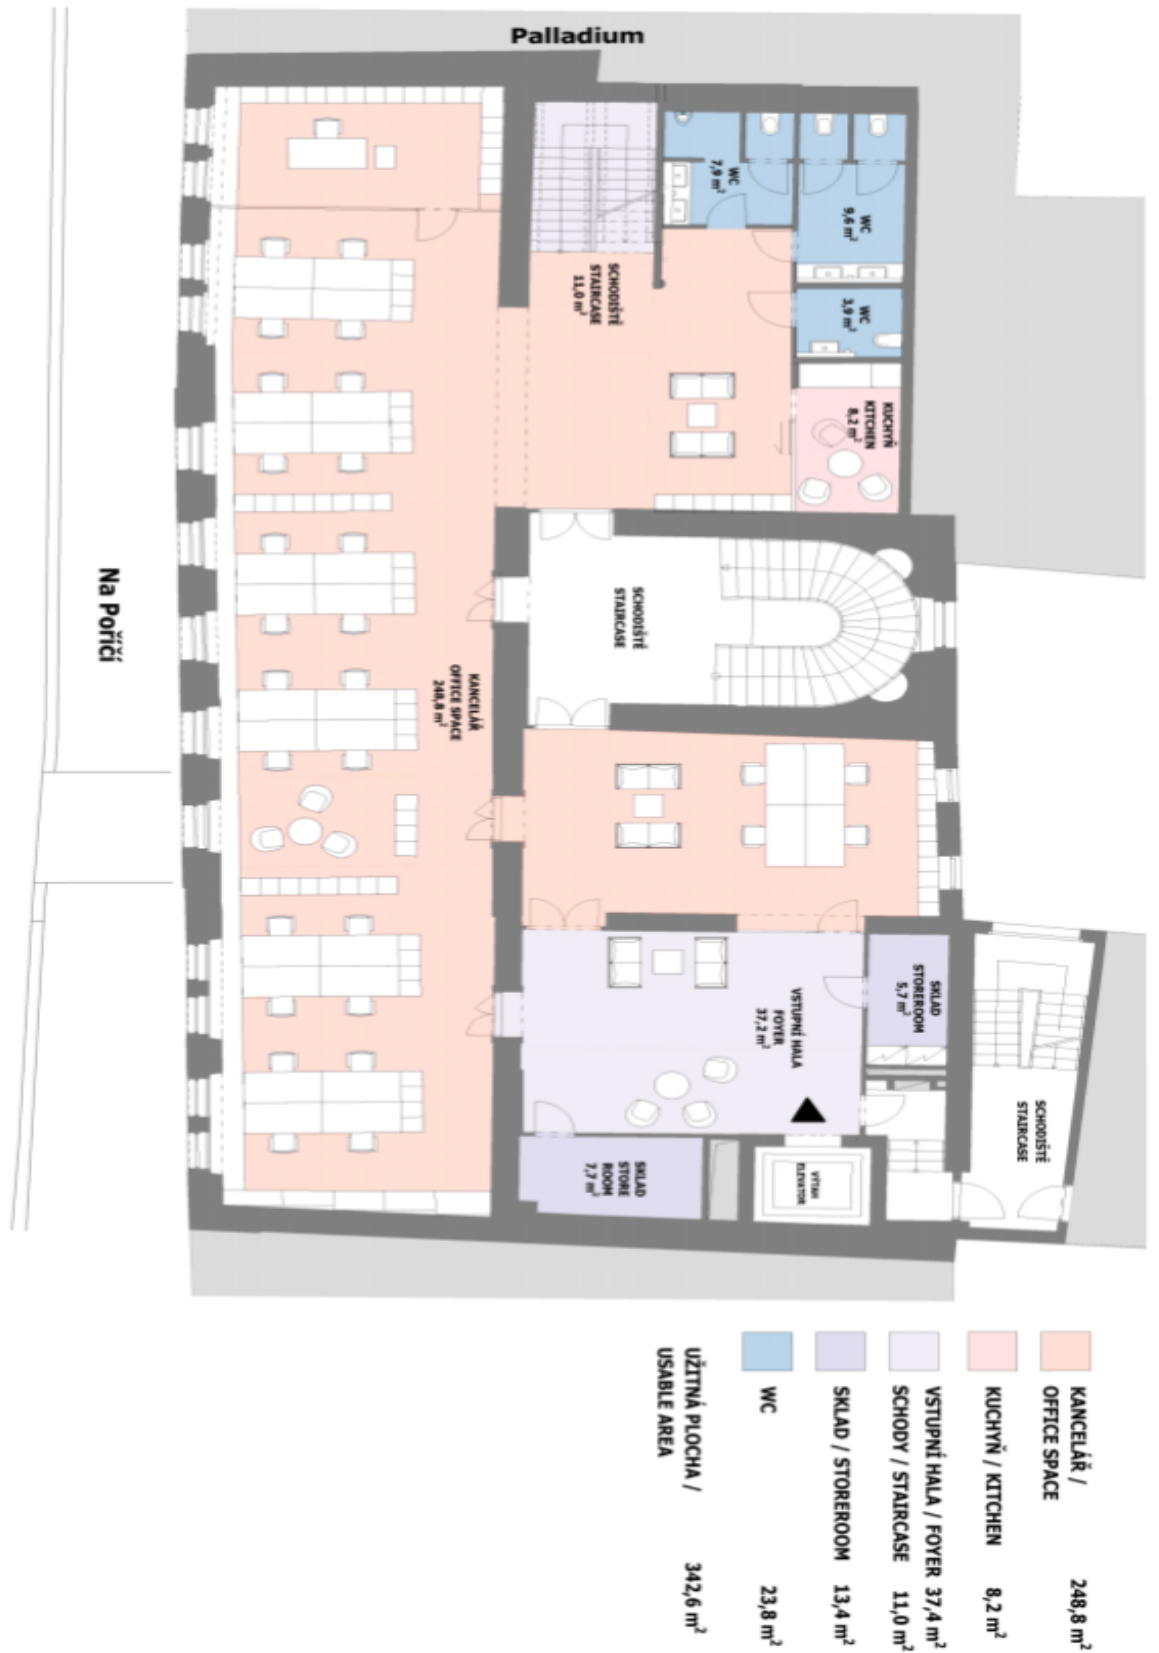 Palladium
WC
7,9 m²
WC
9,6 m²
SCHODIŠTĚ
STAIRCASE
11,0 m²
WC
3,9 m²
KUCHYŇ
KITCHEN
8,2 m²
Na Poříčí
SCHODIŠTĚ
STAIRCASE
KANCELÁŘ
OFFICE SPACE
248,8 m²
SKLAD
STOREROOM
5,7 m²
VSTUPNÍ HALA
FOYER
37,2 m²
SCHODIŠTĚ
STAIRCASE
SKLAD
STORE
ROOM
7,7 m²
VÝTAH
ELEVATOR
KANCELÁŘ /
OFFICE SPACE 248,8 m²
KUCHYŇ / KITCHEN 8,2 m²
VSTUPNÍ HALA / FOYER 37,4 m²
SCHODY / STAIRCASE 11,0 m²
SKLAD / STOREROOM 13,4 m²
WC 23,8 m²
UŽITNÁ PLOCHA / 342,6 m²
USABLE AREA